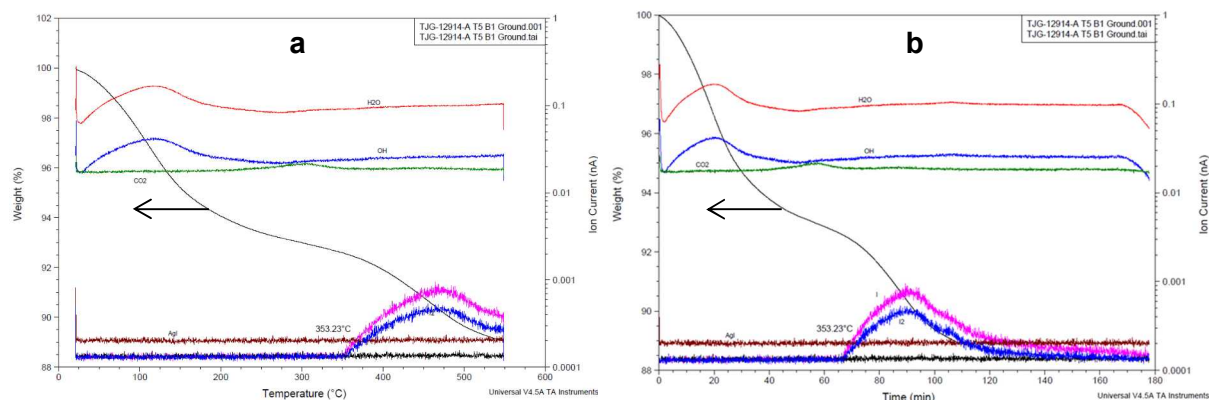 TJG-12914-A T5 B1 Ground.001
TJG-12914-A T5 B1 Ground.tai
a
102
100
98
96
94
92
90
88
Weight (%)
H2O
OH
CO2
AgI
353.23°C
1
0.1
0.01
0.001
0.0001
Ion Current (nA)
0
100
200
300
400
500
600
Temperature (°C)
Universal V4.5A TA Instruments
TJG-12914-A T5 B1 Ground.001
TJG-12914-A T5 B1 Ground.tai
b
100
98
96
94
92
90
88
Weight (%)
H2O
OH
CO2
AgI
353.23°C
I
I2
1
0.1
0.01
0.001
0.0001
Ion Current (nA)
0
20
40
60
80
100
120
140
160
180
Time (min)
Universal V4.5A TA Instruments